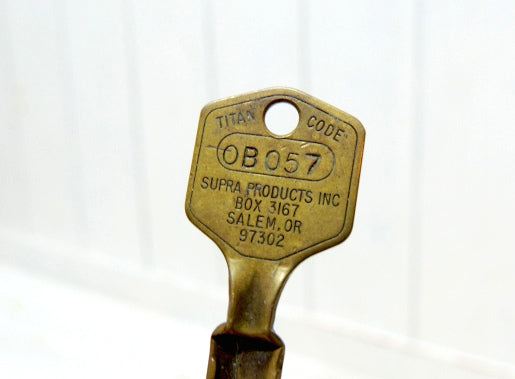 TITAN CODE
OB057
SUPRA PRODUCTS INC
BOX 3167
SALEM, OR
97302